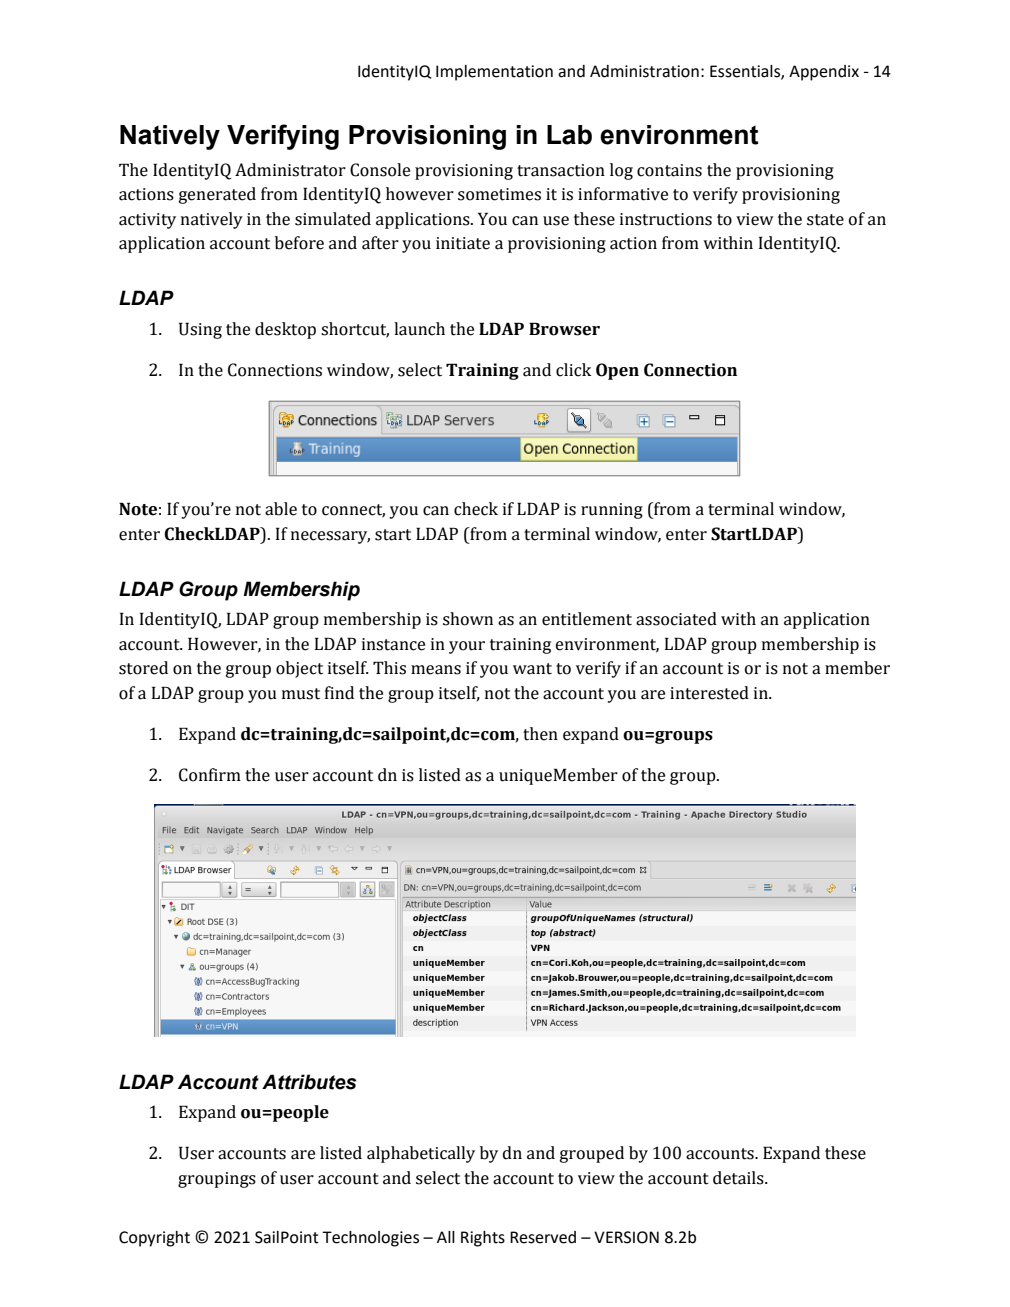 IdentityIQ Implementation and Administration: Essentials, Appendix - 14
Natively Verifying Provisioning in Lab environment
The IdentityIQ Administrator Console provisioning transaction log contains the provisioning
actions generated from IdentityIQ however sometimes it is informative to verify provisioning
activity natively in the simulated applications. You can use these instructions to view the state of an
application account before and after you initiate a provisioning action from within IdentityIQ.
LDAP
1. Using the desktop shortcut, launch the LDAP Browser
2. In the Connections window, select Training and click Open Connection
Connections LDAP Servers
Training
Open Connection
Note: If you're not able to connect, you can check if LDAP is running (from a terminal window,
enter CheckLDAP). If necessary, start LDAP (from a terminal window, enter StartLDAP)
LDAP Group Membership
In IdentityIQ, LDAP group membership is shown as an entitlement associated with an application
account. However, in the LDAP instance in your training environment, LDAP group membership is
stored on the group object itself. This means if you want to verify if an account is or is not a member
of a LDAP group you must find the group itself, not the account you are interested in.
1. Expand dc=training,dc=sailpoint,dc=com, then expand ou=groups
2. Confirm the user account dn is listed as a uniqueMember of the group.
LDAP - cn=VPN,ou=groups,dc=training,dc=sailpoint,dc=com - Training - Apache Directory Studio
File Edit Navigate Search LDAP Window Help
LDAP Browser
=
DIT
Root DSE (3)
dc=training,dc=sailpoint,dc=com (3)
cn=Manager
ou=groups (4)
cn=AccessBugTracking
cn=Contractors
cn=Employees
cn=VPN
cn=VPN,ou=groups,dc=training,dc=sailpoint,dc=com
DN: cn=VPN,ou=groups,dc=training,dc=sailpoint,dc=com
Attribute Description Value
objectClass groupOfUniqueNames (structural)
objectClass top (abstract)
cn VPN
uniqueMember cn=Cori.Koh,ou=people,dc=training,dc=sailpoint,dc=com
uniqueMember cn=Jakob.Brouwer,ou=people,dc=training,dc=sailpoint,dc=com
uniqueMember cn=James.Smith,ou=people,dc=training,dc=sailpoint,dc=com
uniqueMember cn=Richard.Jackson,ou=people,dc=training,dc=sailpoint,dc=com
description VPN Access
LDAP Account Attributes
1. Expand ou=people
2. User accounts are listed alphabetically by dn and grouped by 100 accounts. Expand these
groupings of user account and select the account to view the account details.
Copyright © 2021 SailPoint Technologies – All Rights Reserved – VERSION 8.2b